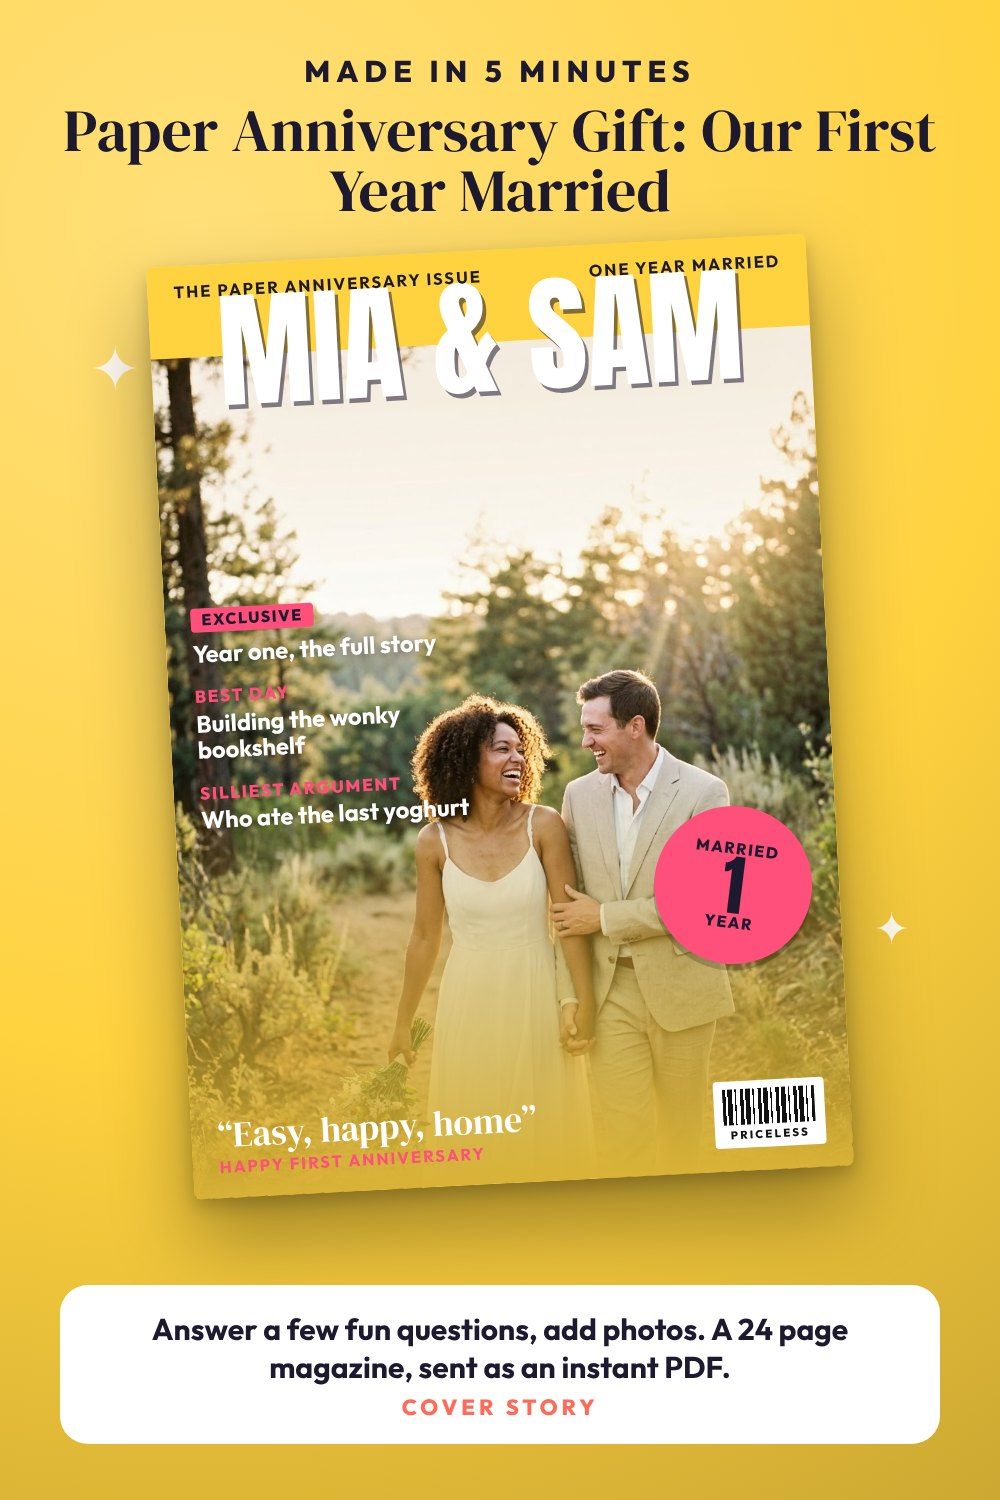 MADE IN 5 MINUTES
Paper Anniversary Gift: Our First
Year Married
THE PAPER ANNIVERSARY ISSUE
ONE YEAR MARRIED
MIA & SAM
EXCLUSIVE
Year one, the full story
BEST DAY
Building the wonky
bookshelf
SILLIEST ARGUMENT
Who ate the last yoghurt
MARRIED
1
YEAR
“Easy, happy, home”
HAPPY FIRST ANNIVERSARY
PRICELESS
Answer a few fun questions, add photos. A 24 page
magazine, sent as an instant PDF.
COVER STORY